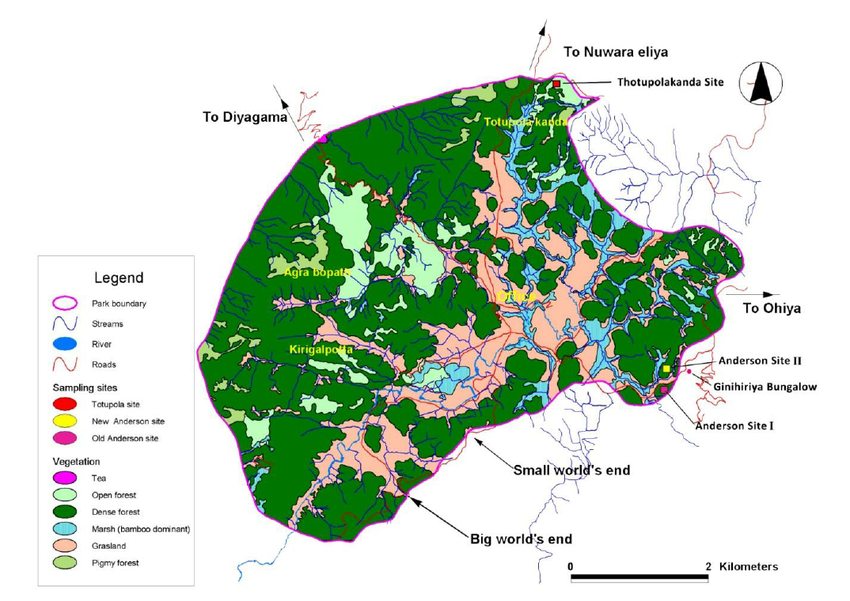 To Nuwara eliya
Thotupolakanda Site
To Diyagama
Totupola kanda
Agra bopatti
Office
To Ohiya
Kirigalpotta
Anderson Site II
Ginihiriya Bungalow
Anderson Site I
Small world's end
Big world's end
0 2 Kilometers
Legend
Park boundary
Streams
River
Roads
Sampling sites
Totupola site
New Anderson site
Old Anderson site
Vegetation
Tea
Open forest
Dense forest
Marsh (bamboo dominant)
Grasland
Pigmy forest